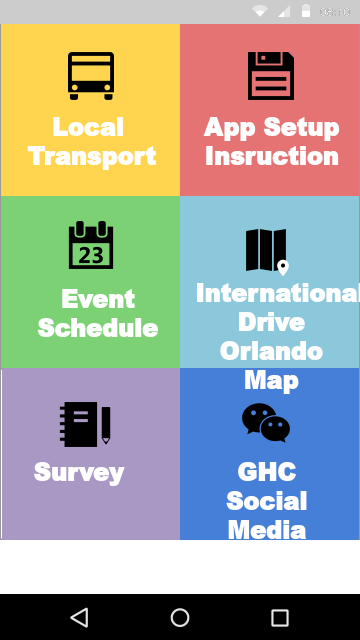 Local
Transport
App Setup
Insruction
23
Event
Schedule
International
Drive
Orlando
Map
Survey
GHC
Social
Media